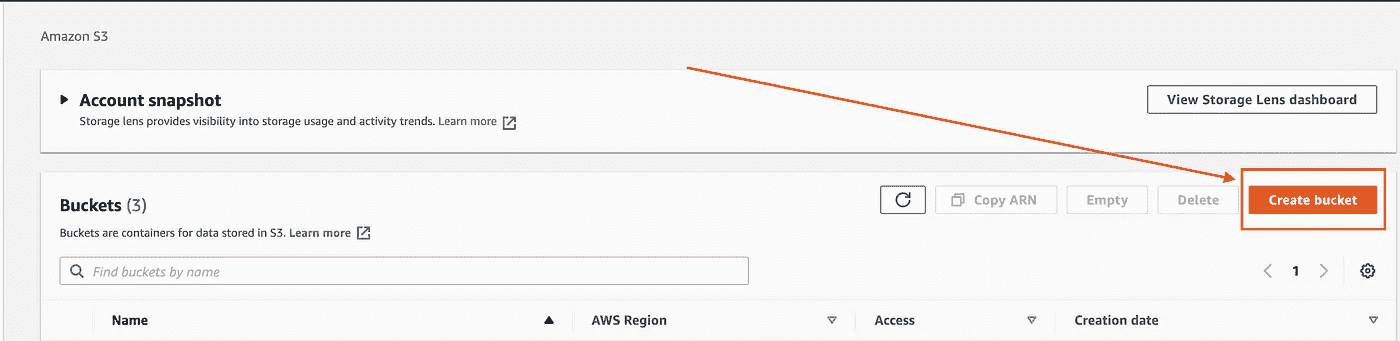 Amazon S3
Account snapshot
View Storage Lens dashboard
Storage lens provides visibility into storage usage and activity trends. Learn more
Buckets (3)
Copy ARN
Empty
Delete
Create bucket
Buckets are containers for data stored in S3. Learn more
Find buckets by name
1
Name
AWS Region
Access
Creation date